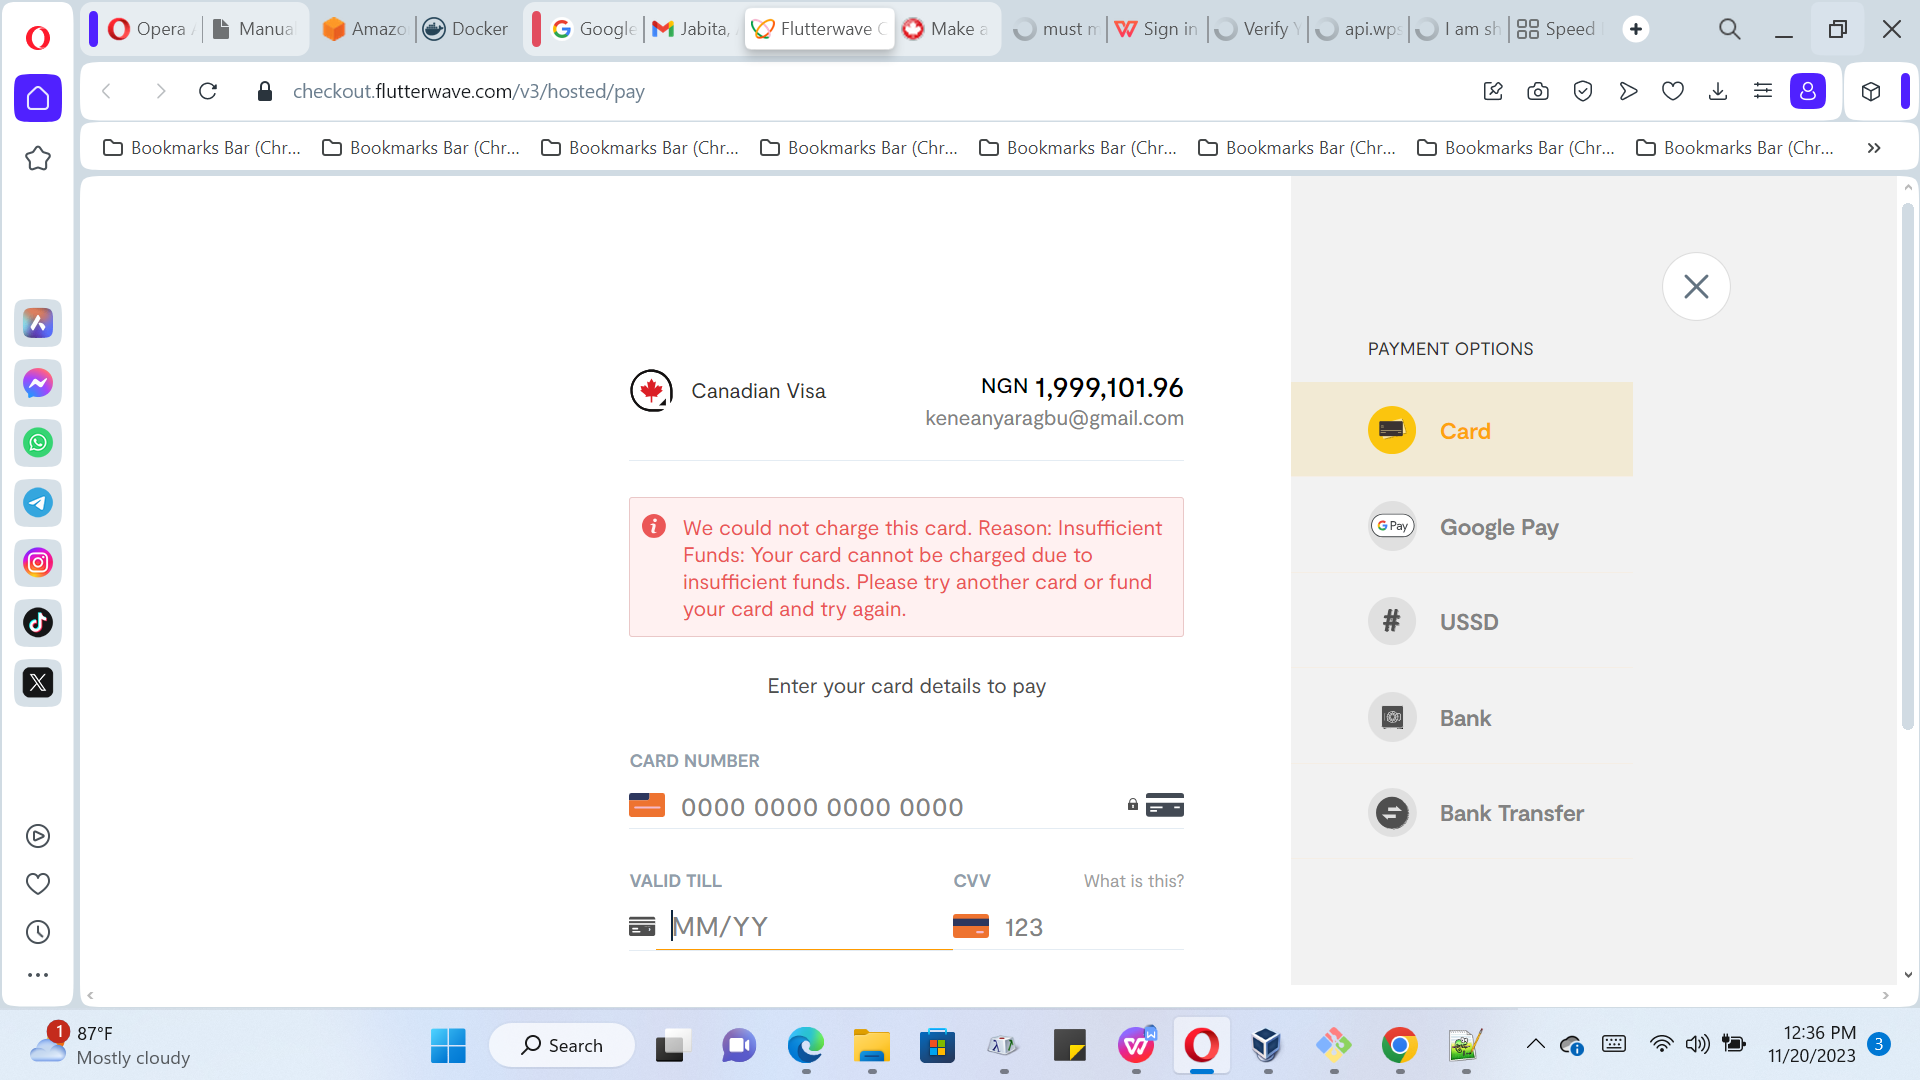 Opera
Manua
Amazo
Docker
Google
Jabita,
Flutterwave C
Make a
must m
Sign in
Verify Y
api.wps
I am sh
Speed
checkout.flutterwave.com/v3/hosted/pay
Bookmarks Bar (Chr...
Bookmarks Bar (Chr...
Bookmarks Bar (Chr...
Bookmarks Bar (Chr...
Bookmarks Bar (Chr...
Bookmarks Bar (Chr...
Bookmarks Bar (Chr...
Bookmarks Bar (Chr...
Canadian Visa
NGN 1,999,101.96
keneanyaragbu@gmail.com
We could not charge this card. Reason: Insufficient
Funds: Your card cannot be charged due to
insufficient funds. Please try another card or fund
your card and try again.
Enter your card details to pay
CARD NUMBER
0000 0000 0000 0000
VALID TILL
CVV
What is this?
MM/YY
123
PAYMENT OPTIONS
Card
G Pay
Google Pay
#
USSD
Bank
Bank Transfer
1
87°F
Mostly cloudy
Search
12:36 PM
11/20/2023
3